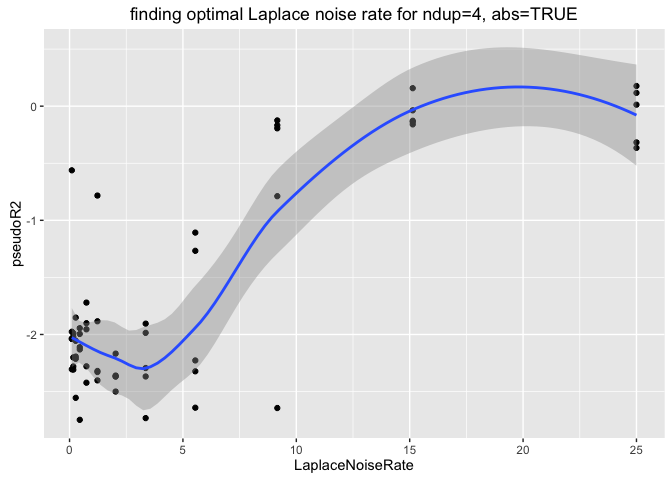 finding optimal Laplace noise rate for ndup=4, abs=TRUE
pseudoR2
0
-1
-2
0 5 10 15 20 25
LaplaceNoiseRate